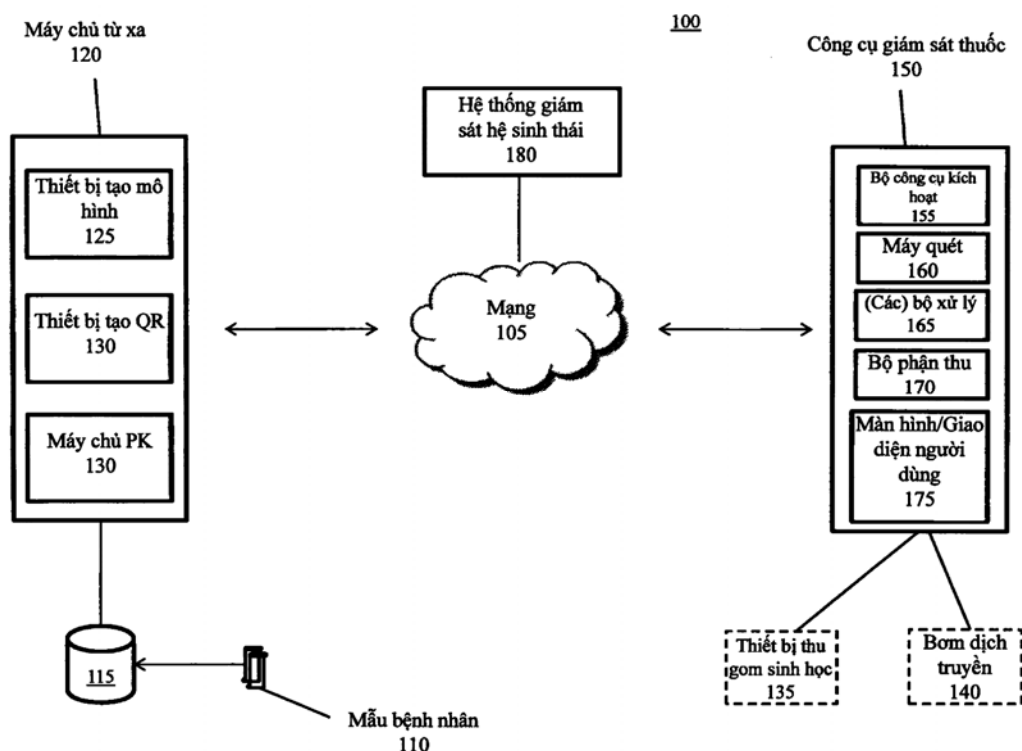 100
Máy chủ từ xa
120
Thiết bị tạo mô
hình
125
Thiết bị tạo QR
130
Máy chủ PK
130
115
Mẫu bệnh nhân
110
Hệ thống giám
sát hệ sinh thái
180
Mạng
105
Công cụ giám sát thuốc
150
Bộ công cụ kích
hoạt
155
Máy quét
160
(Các) bộ xử lý
165
Bộ phận thu
170
Màn hình/Giao
diện người
dùng
175
Thiết bị thu
gom sinh học
135
Bơm dịch
truyền
140